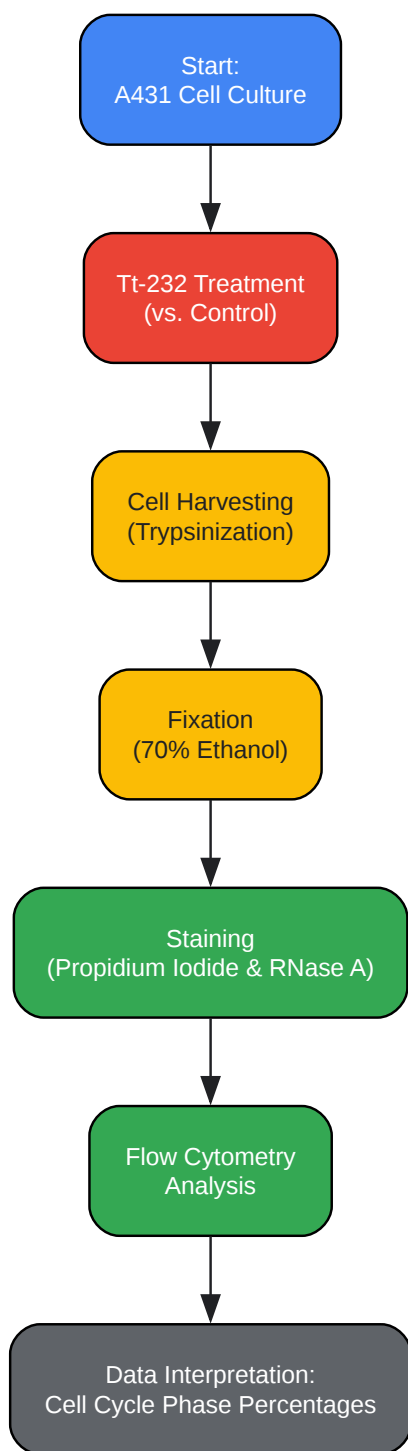 Start:
A431 Cell Culture
Tt-232 Treatment
(vs. Control)
Cell Harvesting
(Trypsinization)
Fixation
(70% Ethanol)
Staining
(Propidium Iodide & RNase A)
Flow Cytometry
Analysis
Data Interpretation:
Cell Cycle Phase Percentages